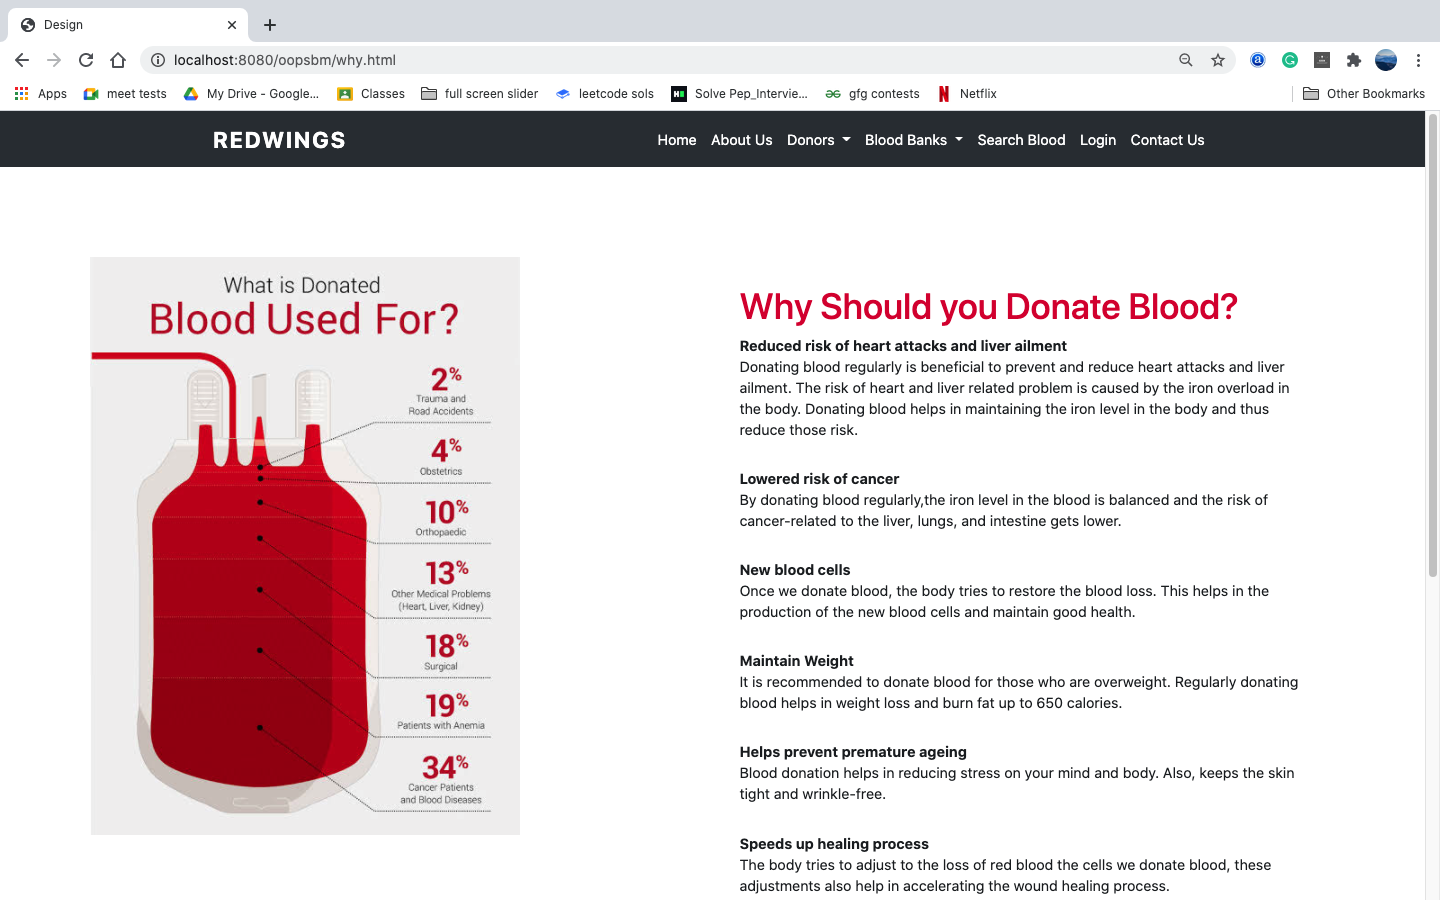 Design
localhost:8080/oopsbm/why.html
Apps
meet tests
My Drive - Google...
Classes
full screen slider
leetcode sols
Solve Pep_Intervie...
gfg contests
Netflix
Other Bookmarks
REDWINGS
Home
About Us
Donors
Blood Banks
Search Blood
Login
Contact Us
What is Donated
Blood Used For?
2%
Trauma and
Road Accidents
4%
Obstetrics
10%
Orthopaedic
13%
Other Medical Problems
(Heart, Liver, Kidney)
18%
Surgical
19%
Patients with Anemia
34%
Cancer Patients
and Blood Diseases
Why Should you Donate Blood?
Reduced risk of heart attacks and liver ailment
Donating blood regularly is beneficial to prevent and reduce heart attacks and liver
ailment. The risk of heart and liver related problem is caused by the iron overload in
the body. Donating blood helps in maintaining the iron level in the body and thus
reduce those risk.
Lowered risk of cancer
By donating blood regularly,the iron level in the blood is balanced and the risk of
cancer-related to the liver, lungs, and intestine gets lower.
New blood cells
Once we donate blood, the body tries to restore the blood loss. This helps in the
production of the new blood cells and maintain good health.
Maintain Weight
It is recommended to donate blood for those who are overweight. Regularly donating
blood helps in weight loss and burn fat up to 650 calories.
Helps prevent premature ageing
Blood donation helps in reducing stress on your mind and body. Also, keeps the skin
tight and wrinkle-free.
Speeds up healing process
The body tries to adjust to the loss of red blood the cells we donate blood, these
adjustments also help in accelerating the wound healing process.